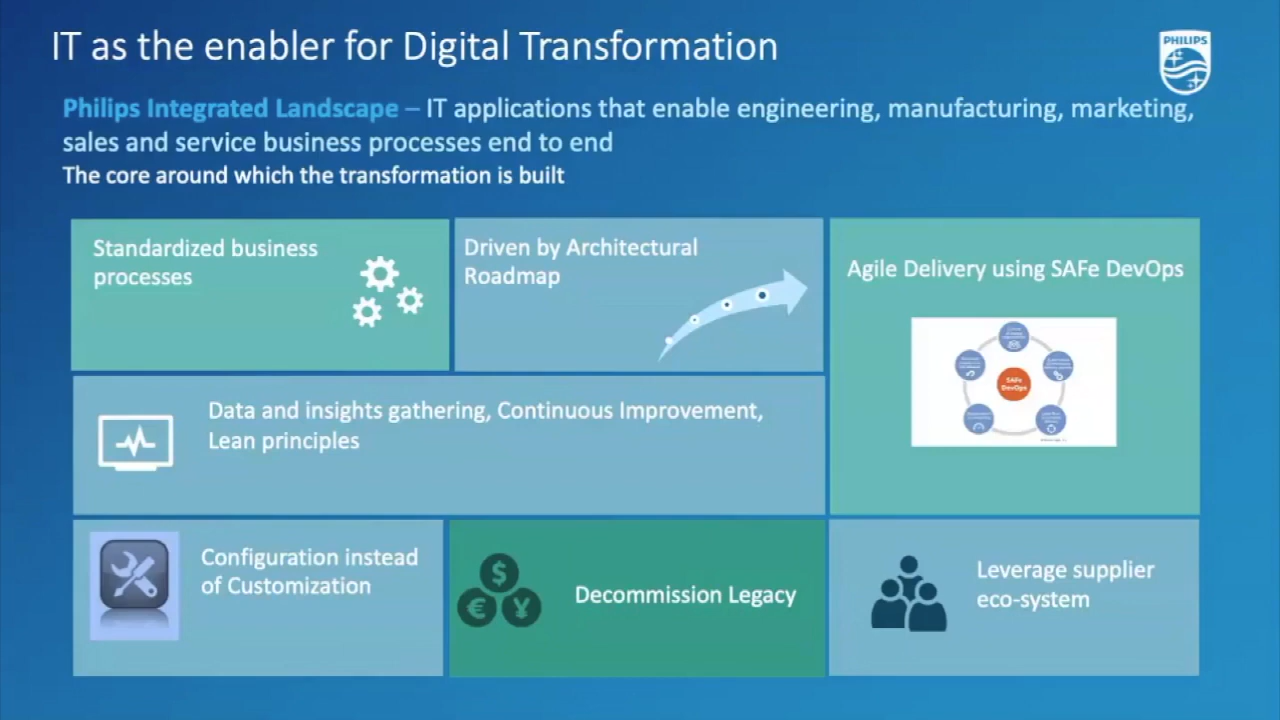 IT as the enabler for Digital Transformation
PHILIPS
Philips Integrated Landscape – IT applications that enable engineering, manufacturing, marketing,
sales and service business processes end to end
The core around which the transformation is built
Standardized business
processes
Driven by Architectural
Roadmap
Agile Delivery using SAFe DevOps
SAFe
DevOps
Data and insights gathering, Continuous Improvement,
Lean principles
Configuration instead
of Customization
$
€
¥
Decommission Legacy
Leverage supplier
eco-system